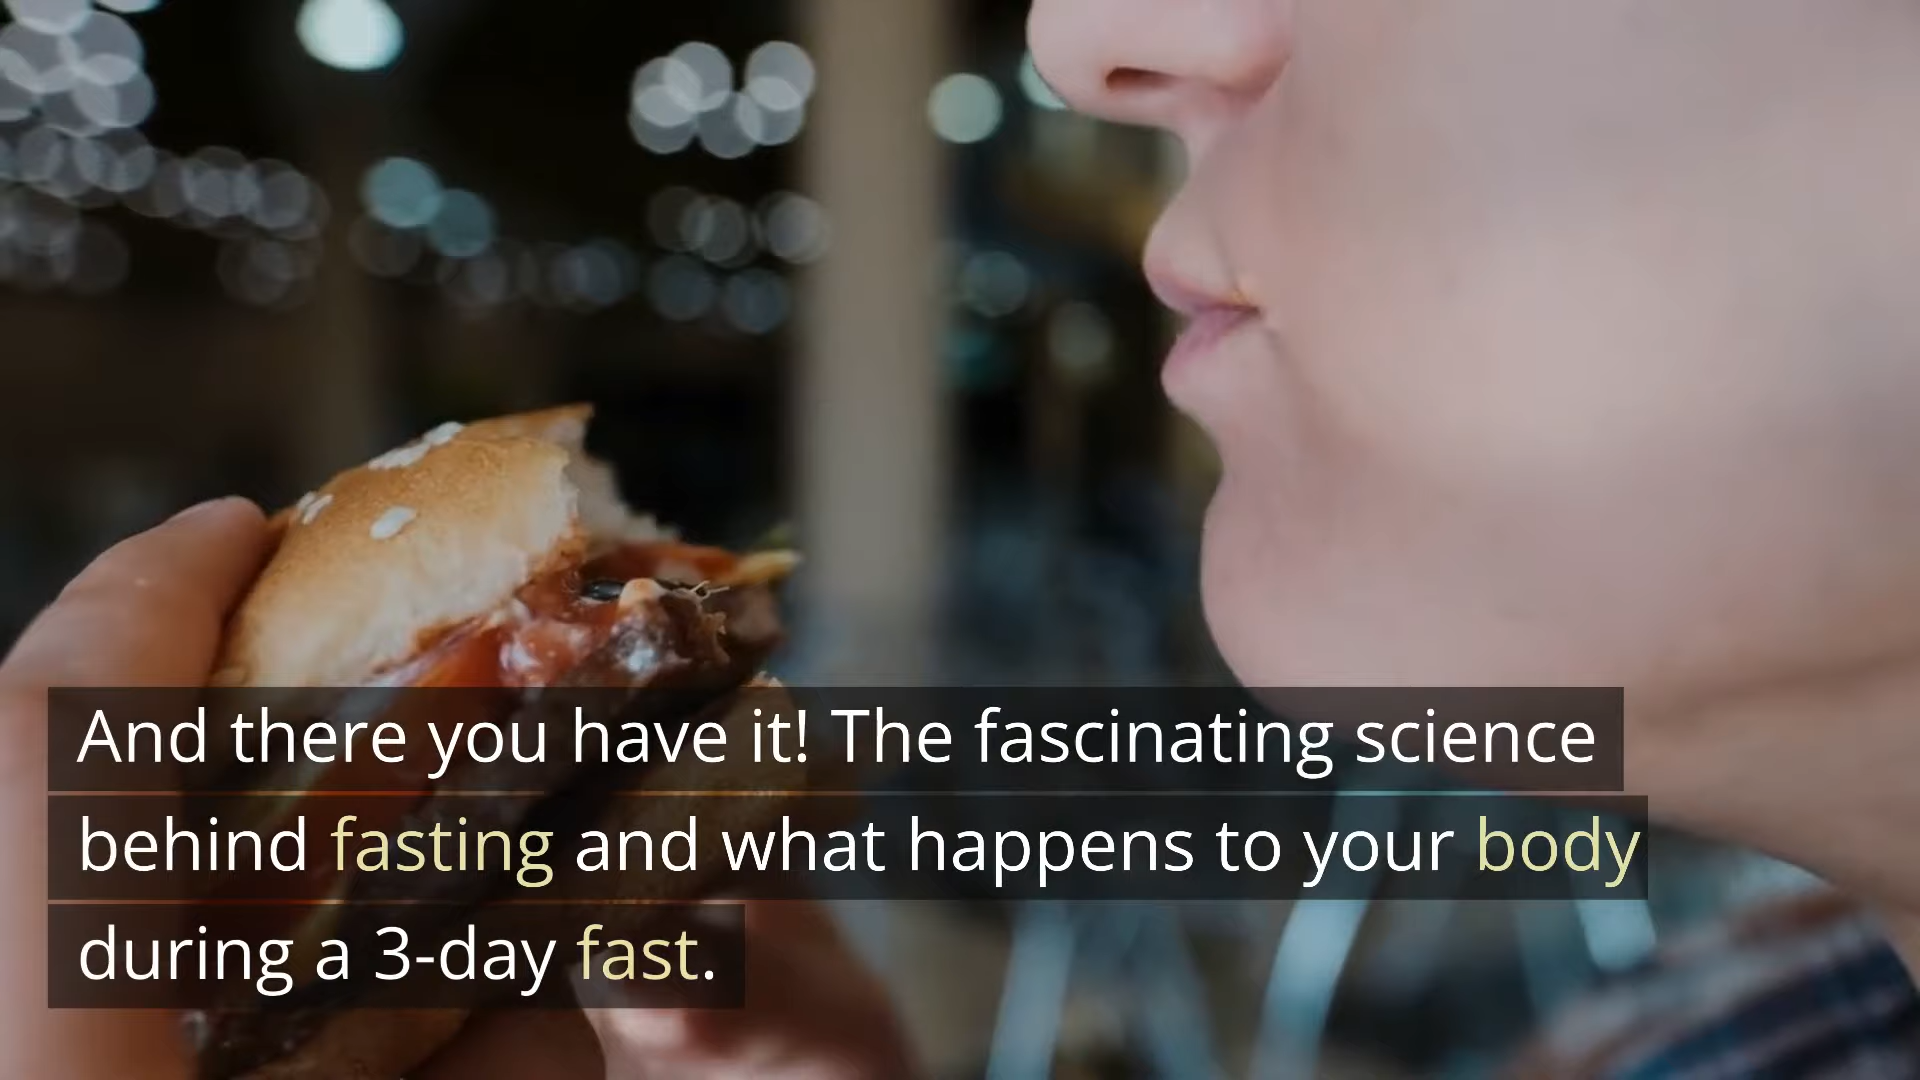 And there you have it! The fascinating science
behind fasting and what happens to your body
during a 3-day fast.